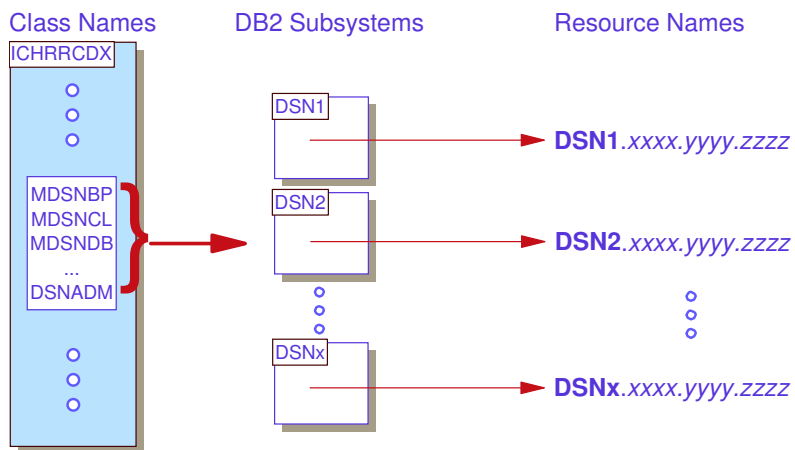 Class Names
DB2 Subsystems
Resource Names
ICHRRCDX
MDSNBP
MDSNCL
MDSNDB
...
DSNADM
DSN1
DSN2
DSNx
DSN1.xxxx.yyyy.zzzz
DSN2.xxxx.yyyy.zzzz
DSNx.xxxx.yyyy.zzzz